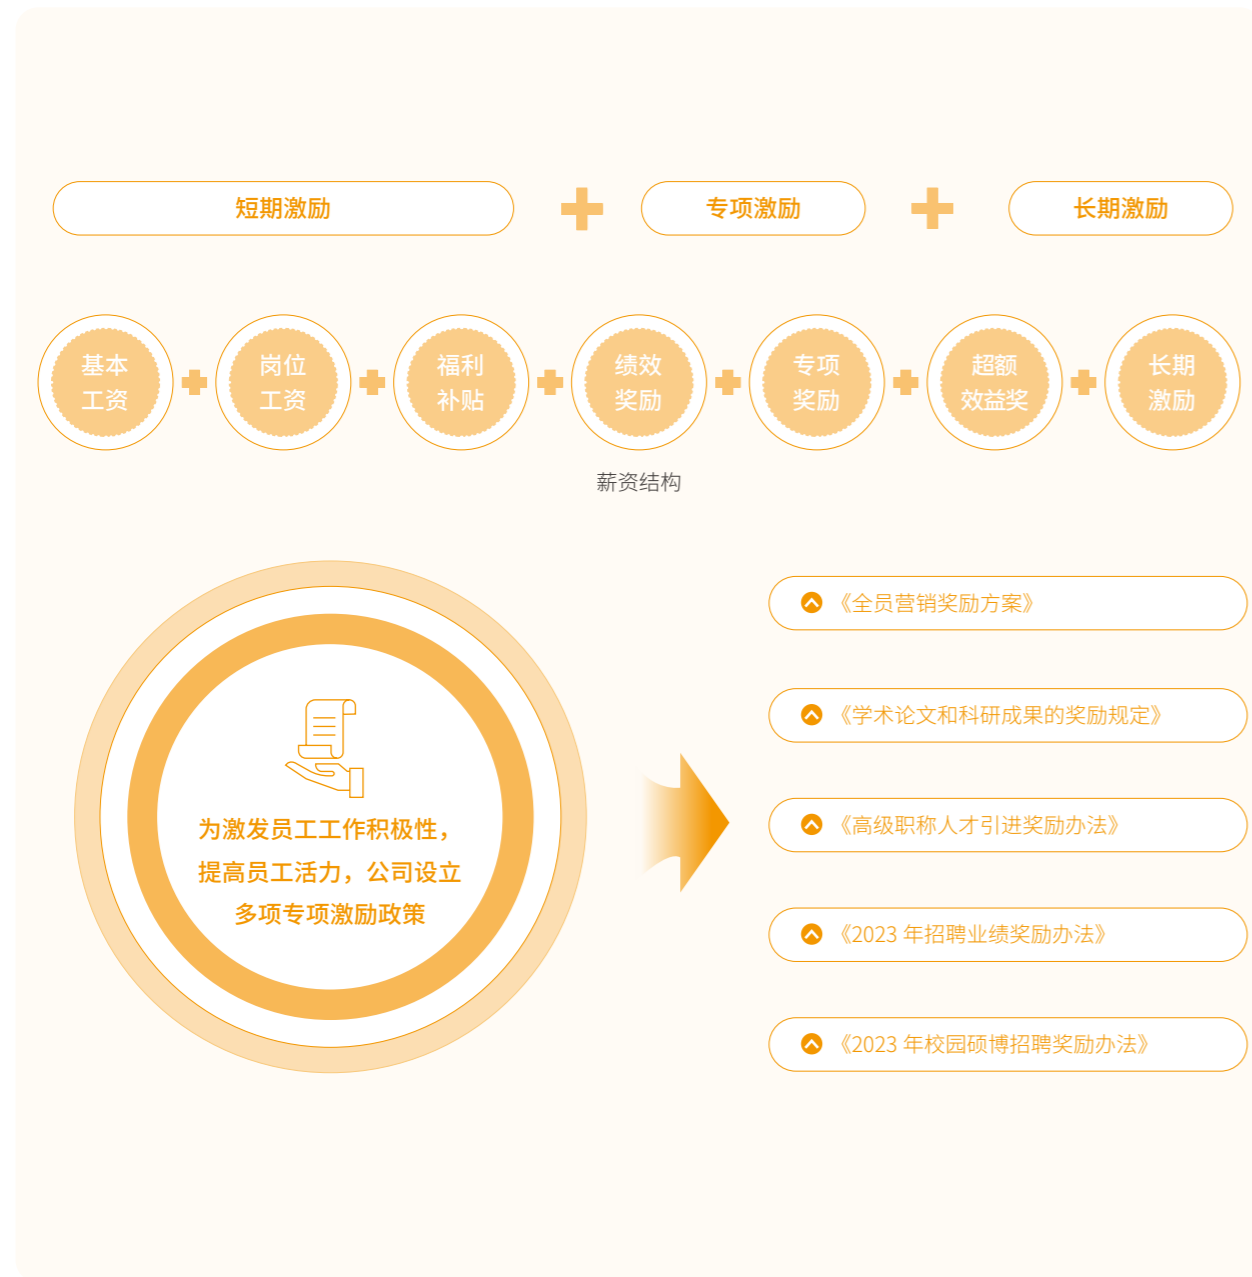 短期激励
专项激励
长期激励
基本
工资
岗位
工资
福利
补贴
绩效
奖励
专项
奖励
超额
效益奖
长期
激励
薪资结构
为激发员工工作积极性，
提高员工活力，公司设立
多项专项激励政策
《全员营销奖励方案》
《学术论文和科研成果的奖励规定》
《高级职称人才引进奖励办法》
《2023 年招聘业绩奖励办法》
《2023 年校园硕博招聘奖励办法》